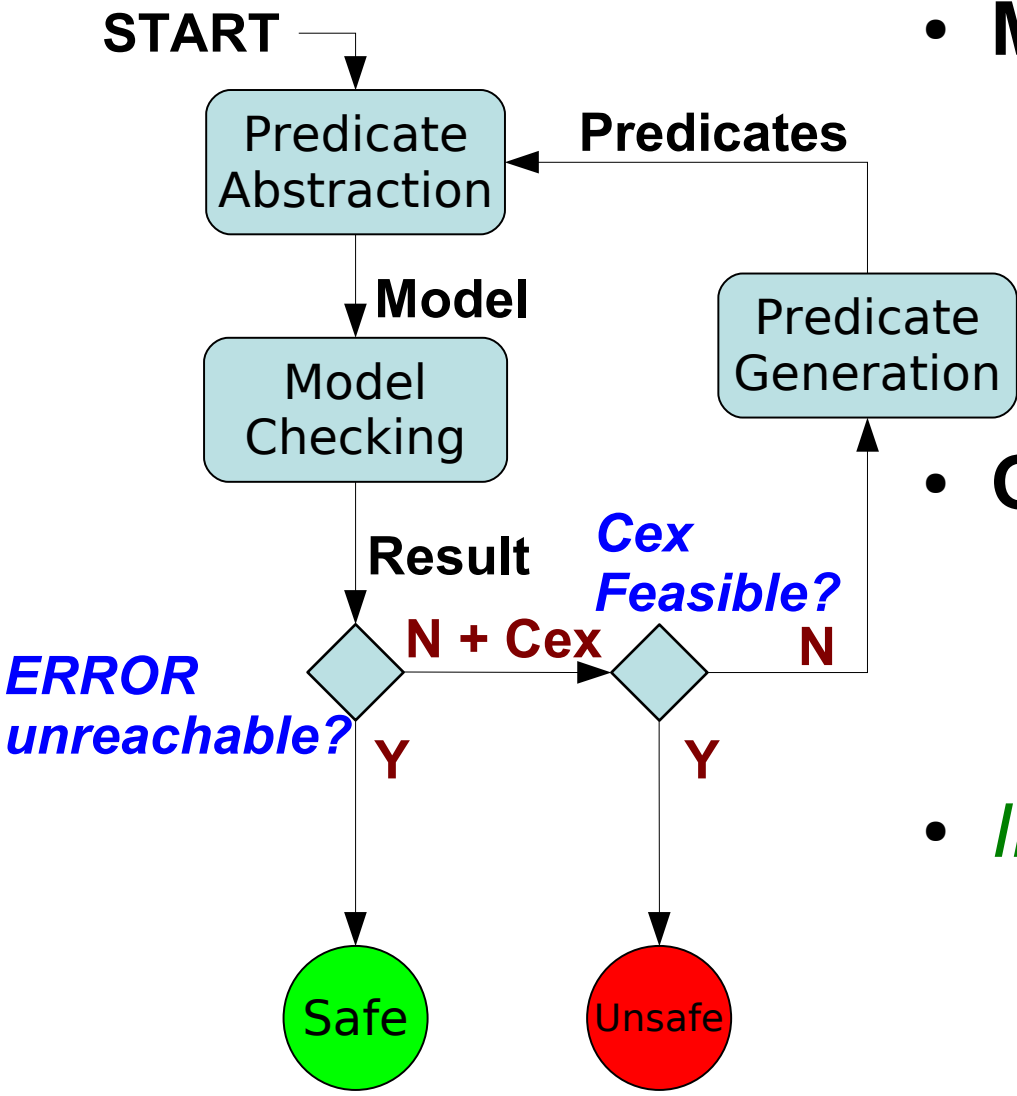 START
Predicate
Abstraction
Predicates
Model
Predicate
Generation
Model
Checking
Result
Cex
Feasible?
N + Cex
N
ERROR
unreachable?
Y
Y
Safe
Unsafe